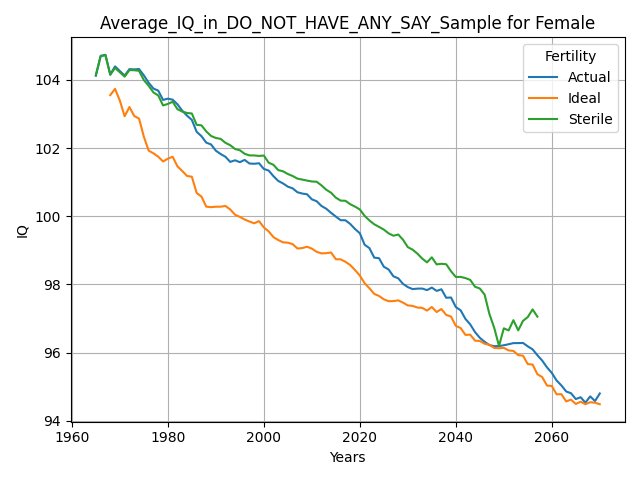 Average_IQ_in_DO_NOT_HAVE_ANY_SAY_Sample for Female
Fertility
Actual
Ideal
Sterile
104
102
100
98
96
94
IQ
1960
1980
2000
2020
2040
2060
Years